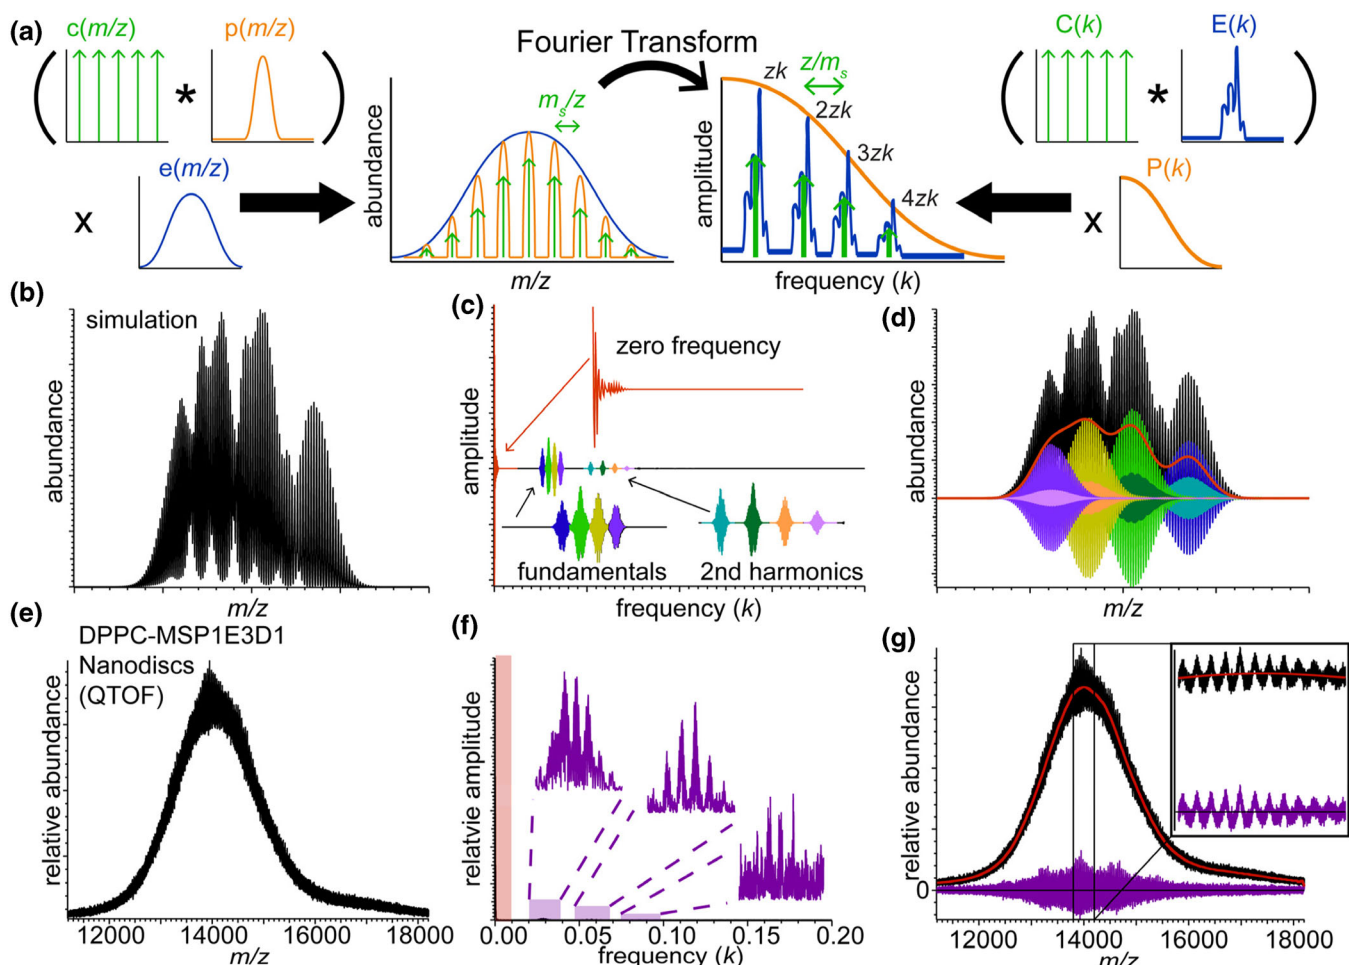 (a)
c(m/z)
p(m/z)
*
e(m/z)
x
Fourier Transform
abundance
mₛ/z
m/z
amplitude
zk
z/mₛ
2zk
3zk
4zk
frequency (k)
C(k)
E(k)
*
P(k)
x
(b)
simulation
abundance
m/z
(c)
zero frequency
amplitude
fundamentals
2nd harmonics
frequency (k)
(d)
abundance
m/z
(e)
DPPC-MSP1E3D1
Nanodiscs
(QTOF)
relative abundance
12000 14000 16000 18000
m/z
(f)
relatvie amplitude
0.00 0.05 0.10 0.15 0.20
frequency (k)
(g)
relative abundance
0
12000 14000 16000 18000
m/z